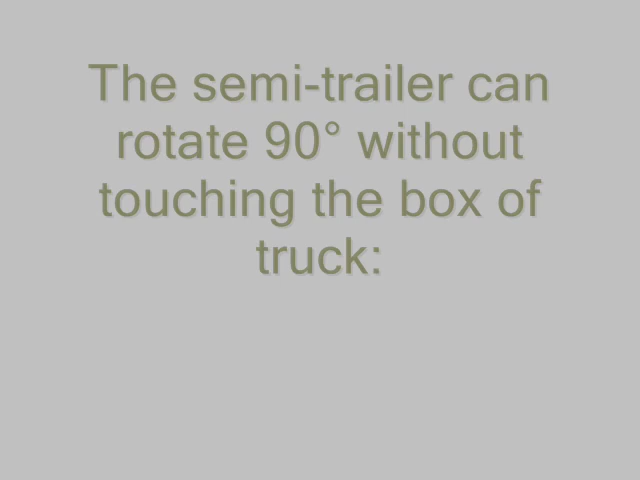 The semi-trailer can
rotate 90° without
touching the box of
truck: